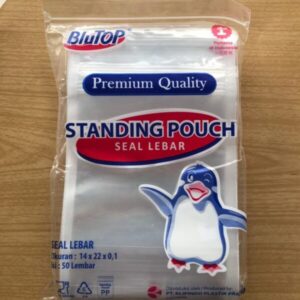 BluTOP
Premium Quality
STANDING POUCH
SEAL LEBAR
SEAL LEBAR
Ukuran : 14 x 22 x 0,1
Isi : 50 Lembar
PP